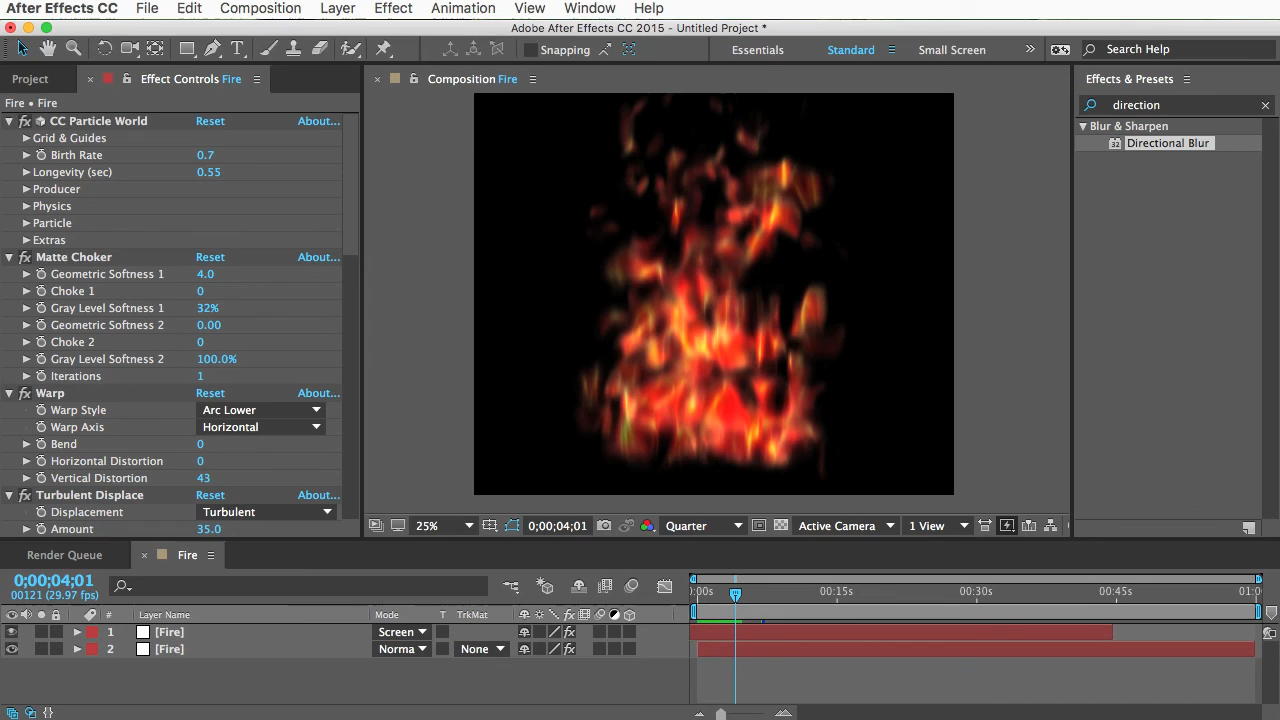 After Effects CC File Edit Composition Layer Effect Animation View Window Help
Adobe After Effects CC 2015 - Untitled Project *
Snapping Essentials Standard Small Screen Search Help
Project Effect Controls Fire Composition Fire Effects & Presets
Fire • Fire
direction
CC Particle World Reset About...
Blur & Sharpen
Grid & Guides
32 Directional Blur
Birth Rate 0.7
Longevity (sec) 0.55
Producer
Physics
Particle
Extras
Matte Choker Reset About...
Geometric Softness 1 4.0
Choke 1 0
Gray Level Softness 1 32%
Geometric Softness 2 0.00
Choke 2 0
Gray Level Softness 2 100.0%
Iterations 1
Warp Reset About...
Warp Style Arc Lower
Warp Axis Horizontal
Bend 0
Horizontal Distortion 0
Vertical Distortion 43
Turbulent Displace Reset About...
Displacement Turbulent
Amount 35.0
25% 0;00;04;01 Quarter Active Camera 1 View
Render Queue Fire
0;00;04;01
00121 (29.97 fps)
):00s 00:15s 00:30s 00:45s 01:0
# Layer Name Mode T TrkMat
1 [Fire] Screen
2 [Fire] Norma None